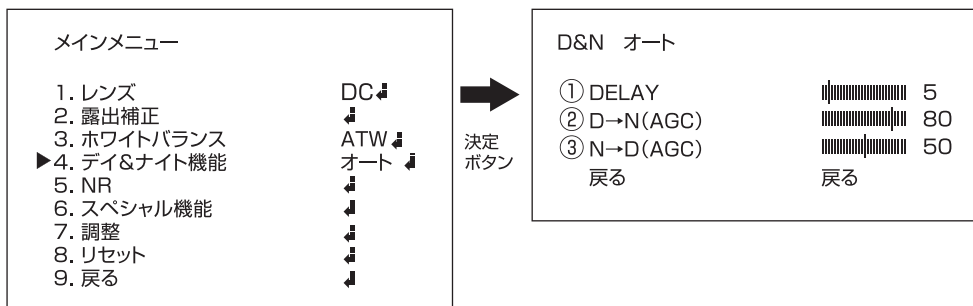 メインメニュー
1. レンズ DC
2. 露出補正
3. ホワイトバランス ATW
▶4. デイ&ナイト機能 オート
5. NR
6. スペシャル機能
7. 調整
8. リセット
9. 戻る
決定
ボタン
D&N オート
① DELAY 5
② D→N(AGC) 80
③ N→D(AGC) 50
戻る 戻る